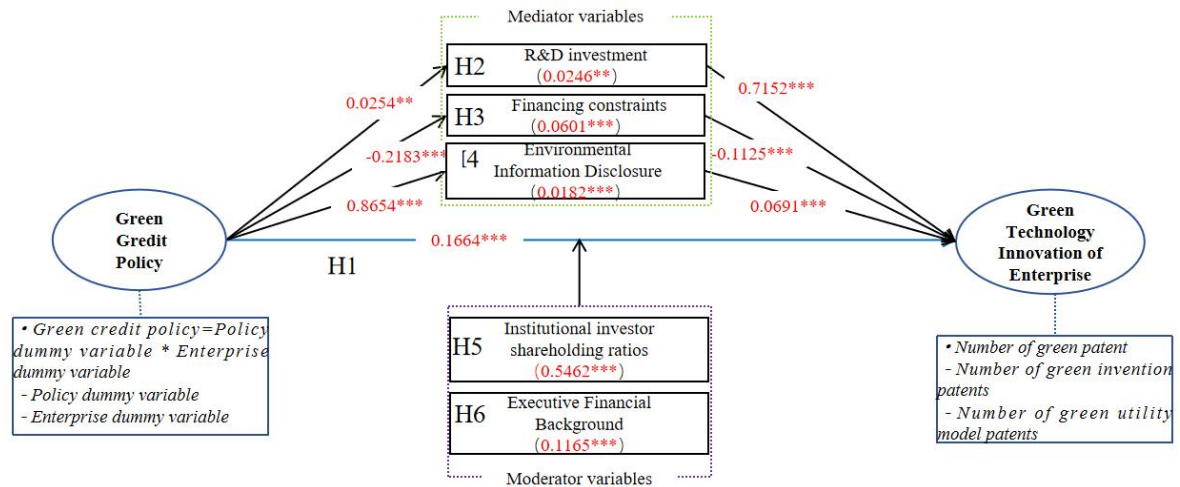 Mediator variables
H2
R&D investment
(0.0246**)
H3
Financing constraints
(0.0601***)
[4
Environmental
Information Disclosure
(0.0182***)
0.0254**
-0.2183***
0.8654***
0.7152***
-0.1125***
0.0691***
Green
Gredit
Policy
0.1664***
H1
Green
Technology
Innovation of
Enterprise
• Green credit policy=Policy
dummy variable * Enterprise
dummy variable
- Policy dummy variable
- Enterprise dummy variable
H5
Institutional investor
shareholding ratios
(0.5462***)
H6
Executive Financial
Background
(0.1165***)
Moderator variables
• Number of green patent
- Number of green invention
patents
- Number of green utility
model patents